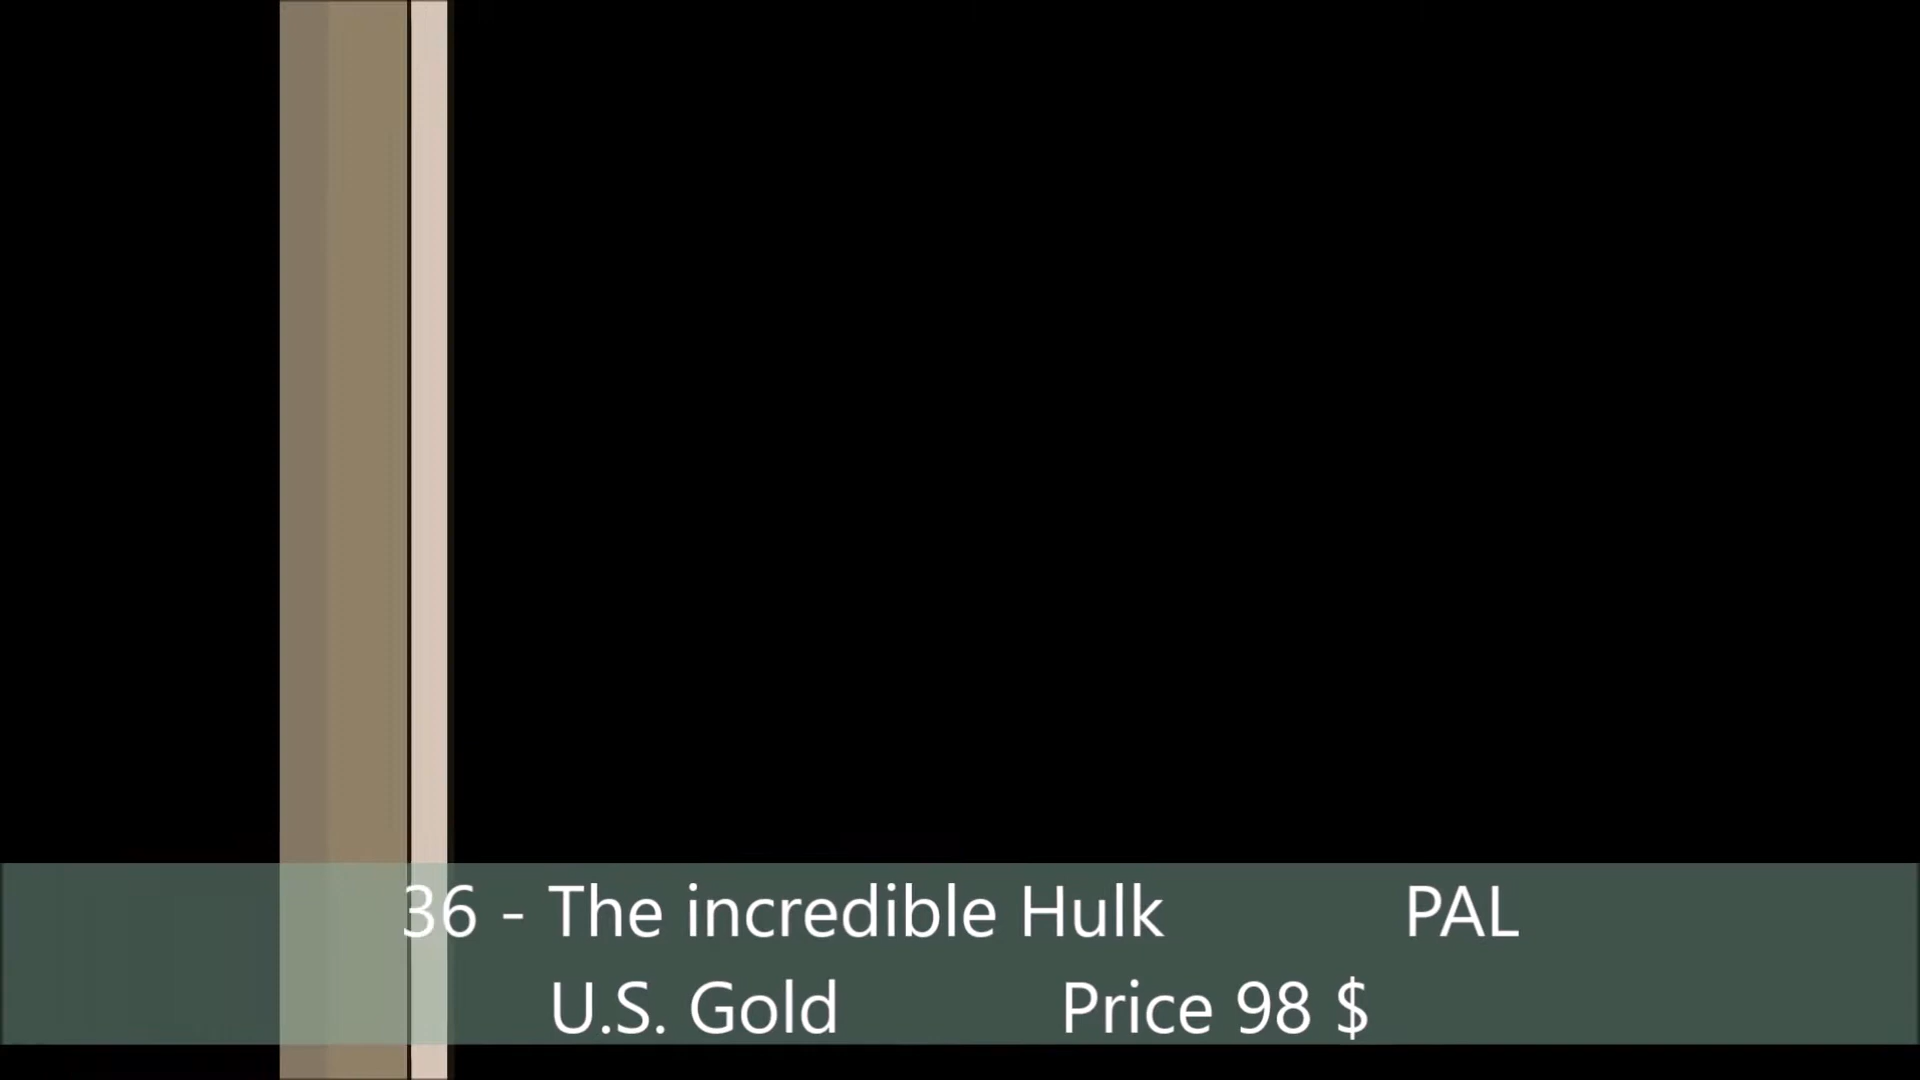 36 - The incredible Hulk PAL
U.S. Gold Price 98 $